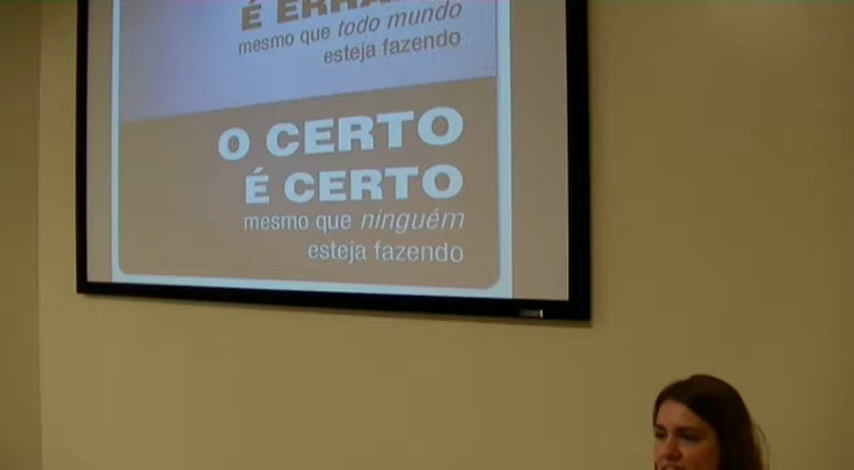 É
mesmo que todo mundo
esteja fazendo
O CERTO
É CERTO
mesmo que ninguém
esteja fazendo